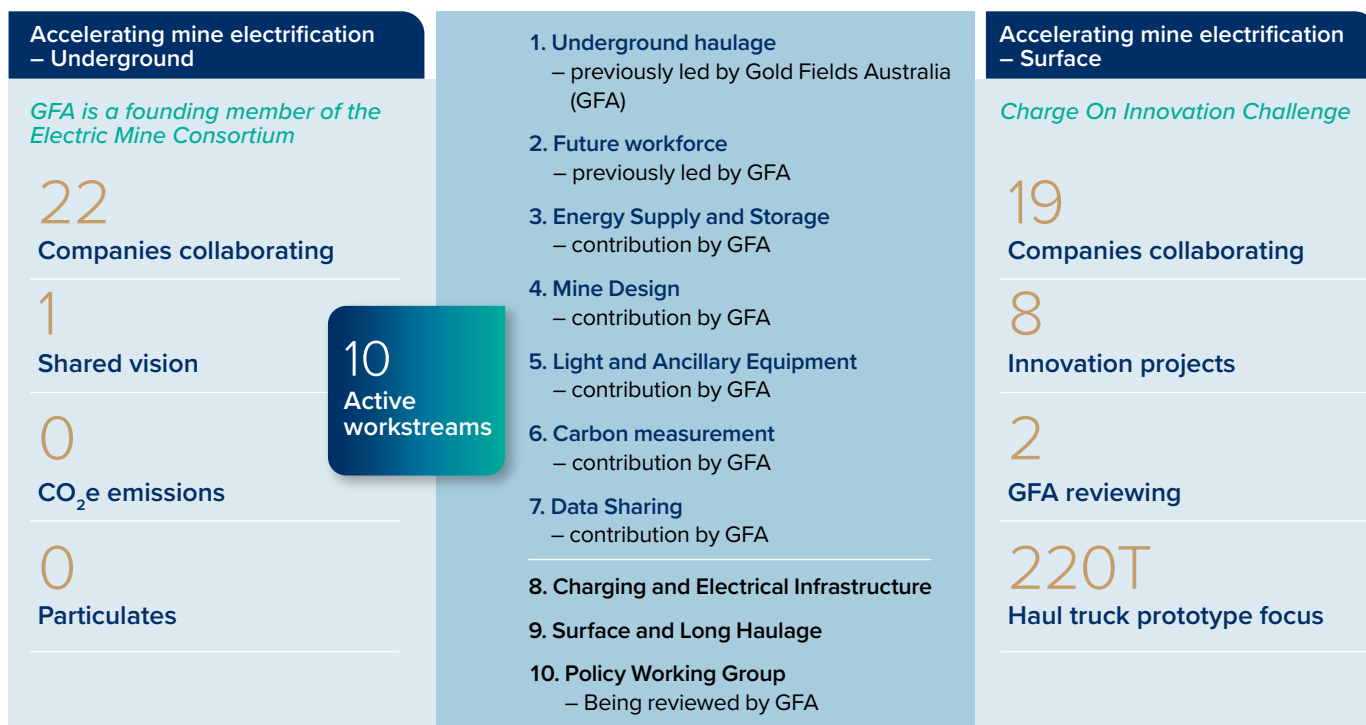 Accelerating mine electrification
– Underground
GFA is a founding member of the
Electric Mine Consortium
22
Companies collaborating
1
Shared vision
0
CO₂e emissions
0
Particulates
10
Active
workstreams
1. Underground haulage
– previously led by Gold Fields Australia
(GFA)
2. Future workforce
– previously led by GFA
3. Energy Supply and Storage
– contribution by GFA
4. Mine Design
– contribution by GFA
5. Light and Ancillary Equipment
– contribution by GFA
6. Carbon measurement
– contribution by GFA
7. Data Sharing
– contribution by GFA
8. Charging and Electrical Infrastructure
9. Surface and Long Haulage
10. Policy Working Group
– Being reviewed by GFA
Accelerating mine electrification
– Surface
Charge On Innovation Challenge
19
Companies collaborating
8
Innovation projects
2
GFA reviewing
220T
Haul truck prototype focus